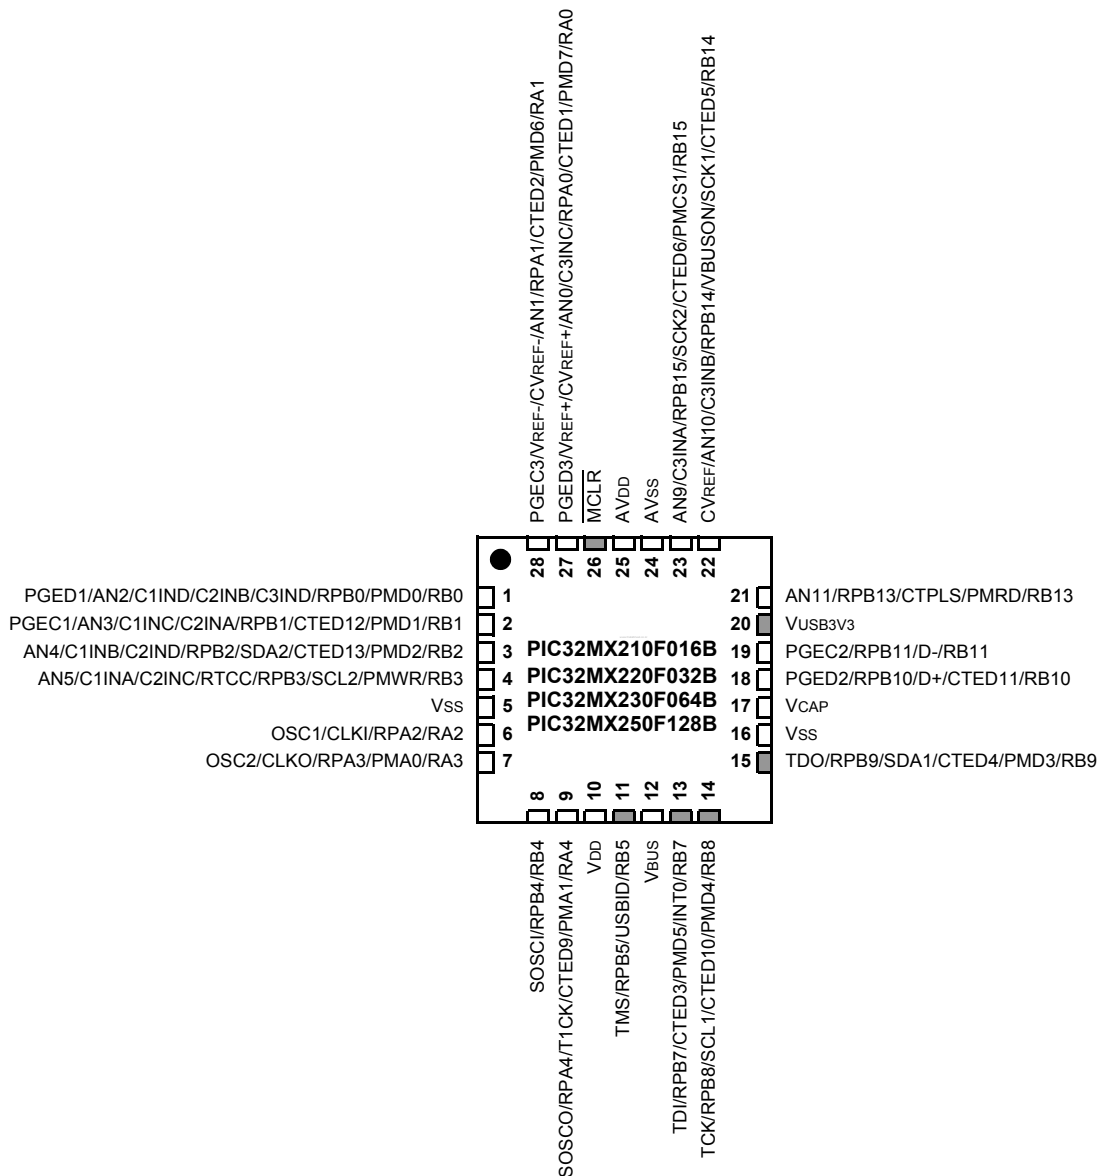 PGEC3/VREF-/CVREF-/AN1/RPA1/CTED2/PMD6/RA1
PGED3/VREF+/CVREF+/AN0/C3INC/RPA0/CTED1/PMD7/RA0
MCLR
AVDD
AVSS
AN9/C3INA/RPB15/SCK2/CTED6/PMCS1/RB15
CVREF/AN10/C3INB/RPB14/VBUSON/SCK1/CTED5/RB14
28 27 26 25 24 23 22
PGED1/AN2/C1IND/C2INB/C3IND/RPB0/PMD0/RB0 1
21 AN11/RPB13/CTPLS/PMRD/RB13
PGEC1/AN3/C1INC/C2INA/RPB1/CTED12/PMD1/RB1 2
20 VUSB3V3
AN4/C1INB/C2IND/RPB2/SDA2/CTED13/PMD2/RB2 3
PIC32MX210F016B
19 PGEC2/RPB11/D-/RB11
AN5/C1INA/C2INC/RTCC/RPB3/SCL2/PMWR/RB3 4
PIC32MX220F032B
18 PGED2/RPB10/D+/CTED11/RB10
VSS 5
PIC32MX230F064B
17 VCAP
PIC32MX250F128B
OSC1/CLKI/RPA2/RA2 6
16 VSS
OSC2/CLKO/RPA3/PMA0/RA3 7
15 TDO/RPB9/SDA1/CTED4/PMD3/RB9
8 9 10 11 12 13 14
SOSCI/RPB4/RB4
SOSCO/RPA4/T1CK/CTED9/PMA1/RA4
VDD
TMS/RPB5/USBID/RB5
VBUS
TDI/RPB7/CTED3/PMD5/INT0/RB7
TCK/RPB8/SCL1/CTED10/PMD4/RB8